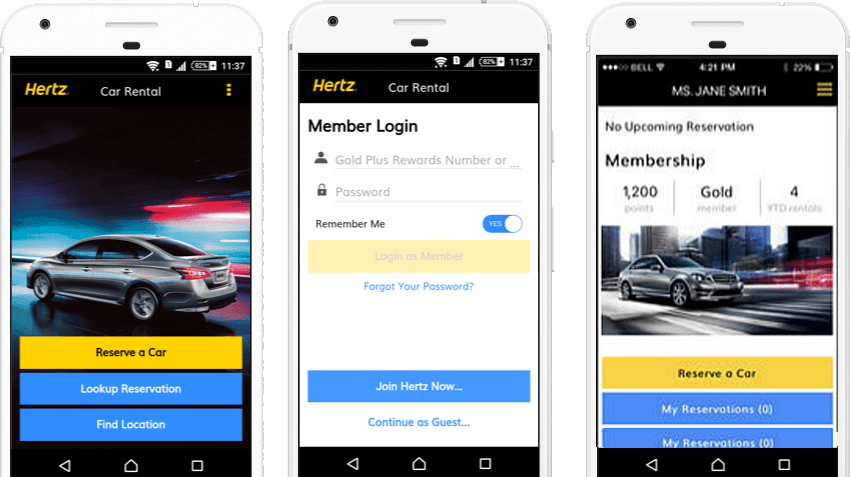 82% 11:37
Hertz Car Rental
Reserve a Car
Lookup Reservation
Find Location
82% 11:37
Hertz Car Rental
Member Login
Gold Plus Rewards Number or ...
Password
Remember Me YES
Login as Member
Forgot Your Password?
Join Hertz Now...
Continue as Guest...
BELL 4:21 PM 22%
MS. JANE SMITH
No Upcoming Reservation
Membership
1,200 Gold 4
points member YTD rentals
Reserve a Car
My Reservations (0)
My Reservations (0)